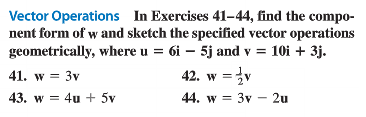 Vector Operations In Exercises 41–44, find the compo-
nent form of w and sketch the specified vector operations
geometrically, where u = 6i − 5j and v = 10i + 3j.
41. w = 3v 42. w = ½v
43. w = 4u + 5v 44. w = 3v − 2u